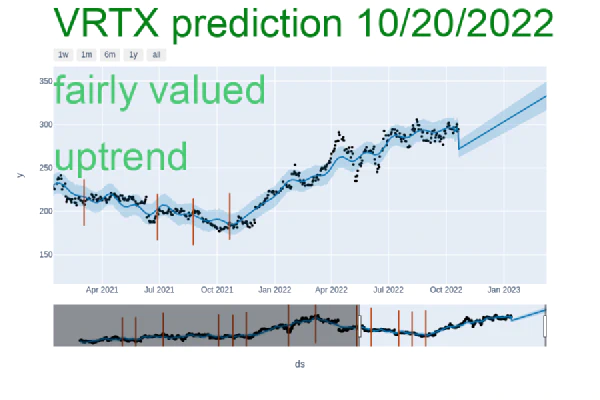 VRTX prediction 10/20/2022
1w 1m 6m 1y all
350
fairly valued
300
uptrend
250
y
200
150
Apr 2021 Jul 2021 Oct 2021 Jan 2022 Apr 2022 Jul 2022 Oct 2022 Jan 2023
ds